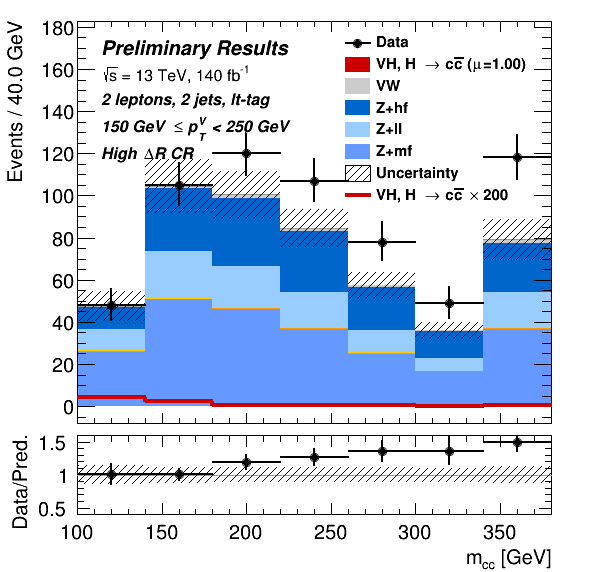 Events / 40.0 GeV
180
160
140
120
100
80
60
40
20
0
Preliminary Results
√s = 13 TeV, 140 fb⁻¹
2 leptons, 2 jets, lt-tag
150 GeV ≤ p_T^V < 250 GeV
High ΔR CR
Data
VH, H → cc̅ (μ=1.00)
VW
Z+hf
Z+ll
Z+mf
Uncertainty
VH, H → cc̅ × 200
Data/Pred.
1.5
1
0.5
100 150 200 250 300 350
m_cc [GeV]